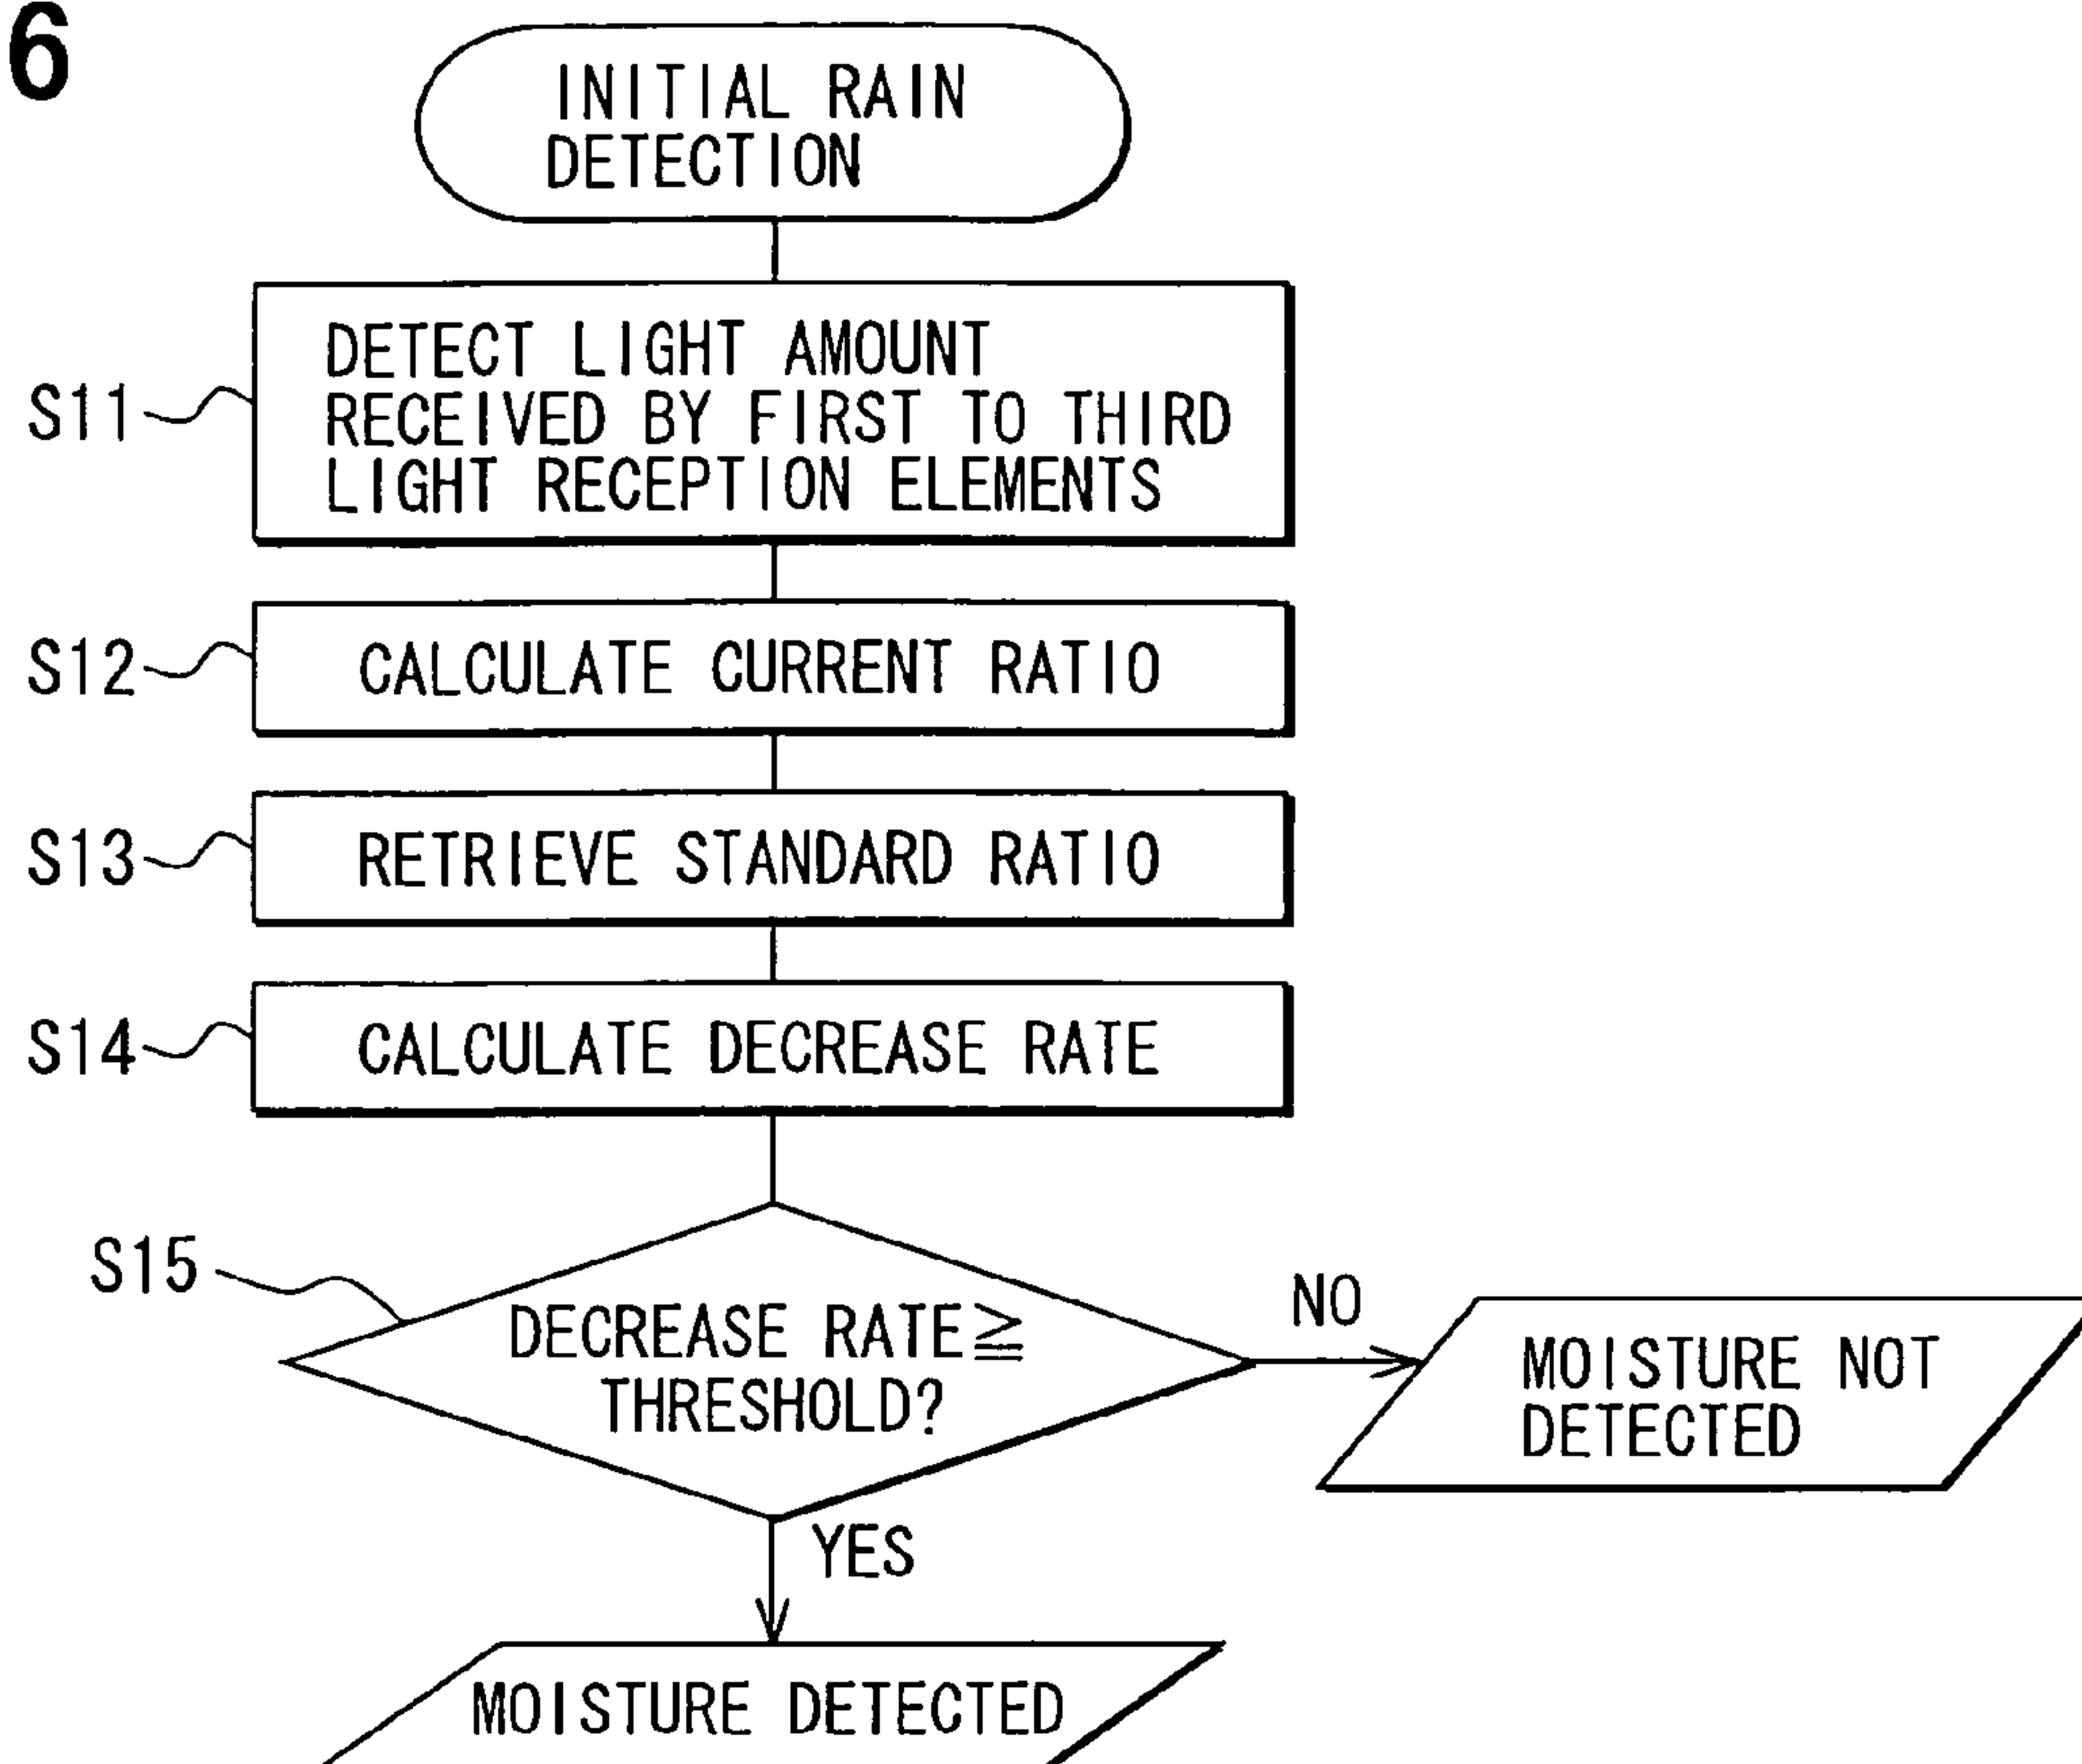 6
INITIAL RAIN
DETECTION
S11
DETECT LIGHT AMOUNT
RECEIVED BY FIRST TO THIRD
LIGHT RECEPTION ELEMENTS
S12
CALCULATE CURRENT RATIO
S13
RETRIEVE STANDARD RATIO
S14
CALCULATE DECREASE RATE
S15
DECREASE RATE≧
THRESHOLD?
NO
MOISTURE NOT
DETECTED
YES
MOISTURE DETECTED